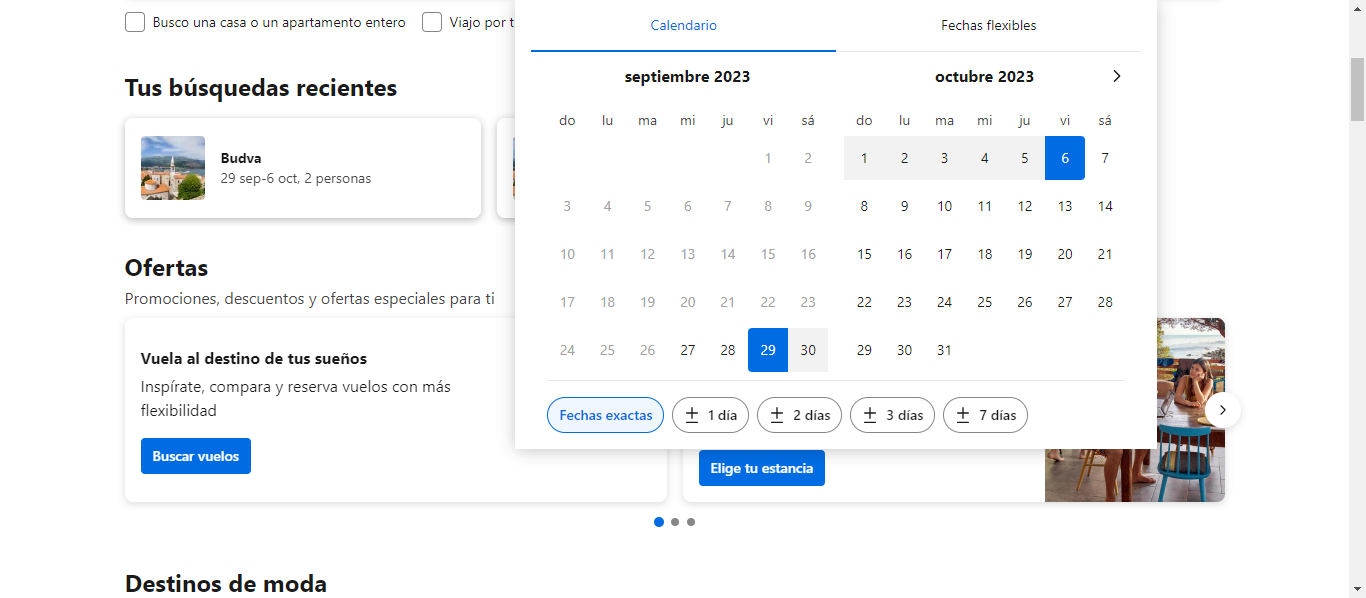 Busco una casa o un apartamento entero
Viajo por t
Calendario
Fechas flexibles
septiembre 2023
octubre 2023
do lu ma mi ju vi sá
do lu ma mi ju vi sá
1 2
1 2 3 4 5 6 7
3 4 5 6 7 8 9
8 9 10 11 12 13 14
10 11 12 13 14 15 16
15 16 17 18 19 20 21
17 18 19 20 21 22 23
22 23 24 25 26 27 28
24 25 26 27 28 29 30
29 30 31
Fechas exactas
± 1 día
± 2 días
± 3 días
± 7 días
Tus búsquedas recientes
Budva
29 sep-6 oct, 2 personas
Ofertas
Promociones, descuentos y ofertas especiales para ti
Vuela al destino de tus sueños
Inspírate, compara y reserva vuelos con más
flexibilidad
Buscar vuelos
Elige tu estancia
Destinos de moda